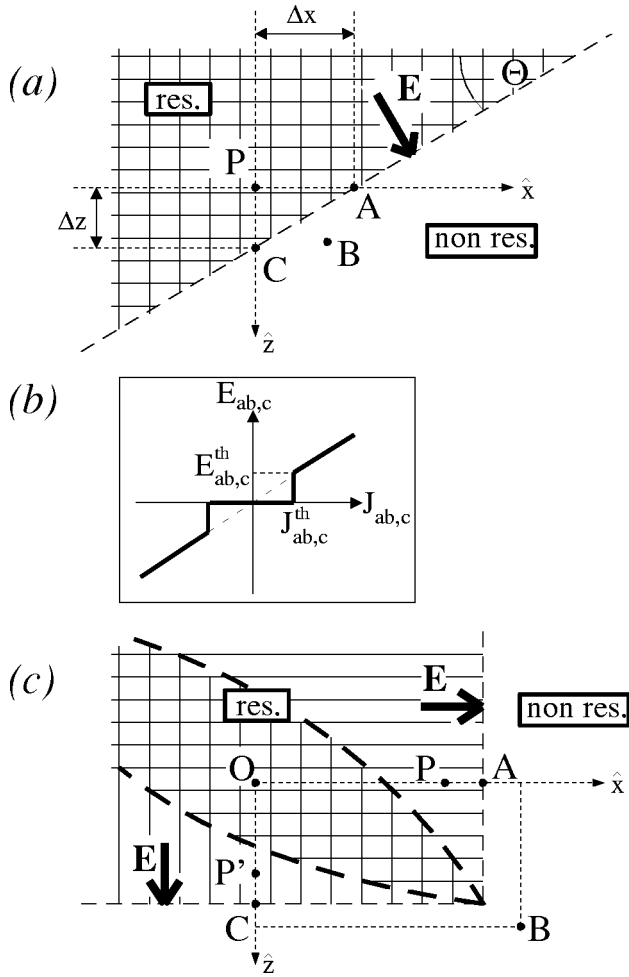 Δx
(a)
res.
E
Θ
P
x̂
Δz
A
non res.
B
C
ẑ
(b)
E_ab,c
E^th_ab,c
J^th_ab,c
J_ab,c
(c)
E
res.
non res.
O
P
A
x̂
E
P'
C
B
ẑ